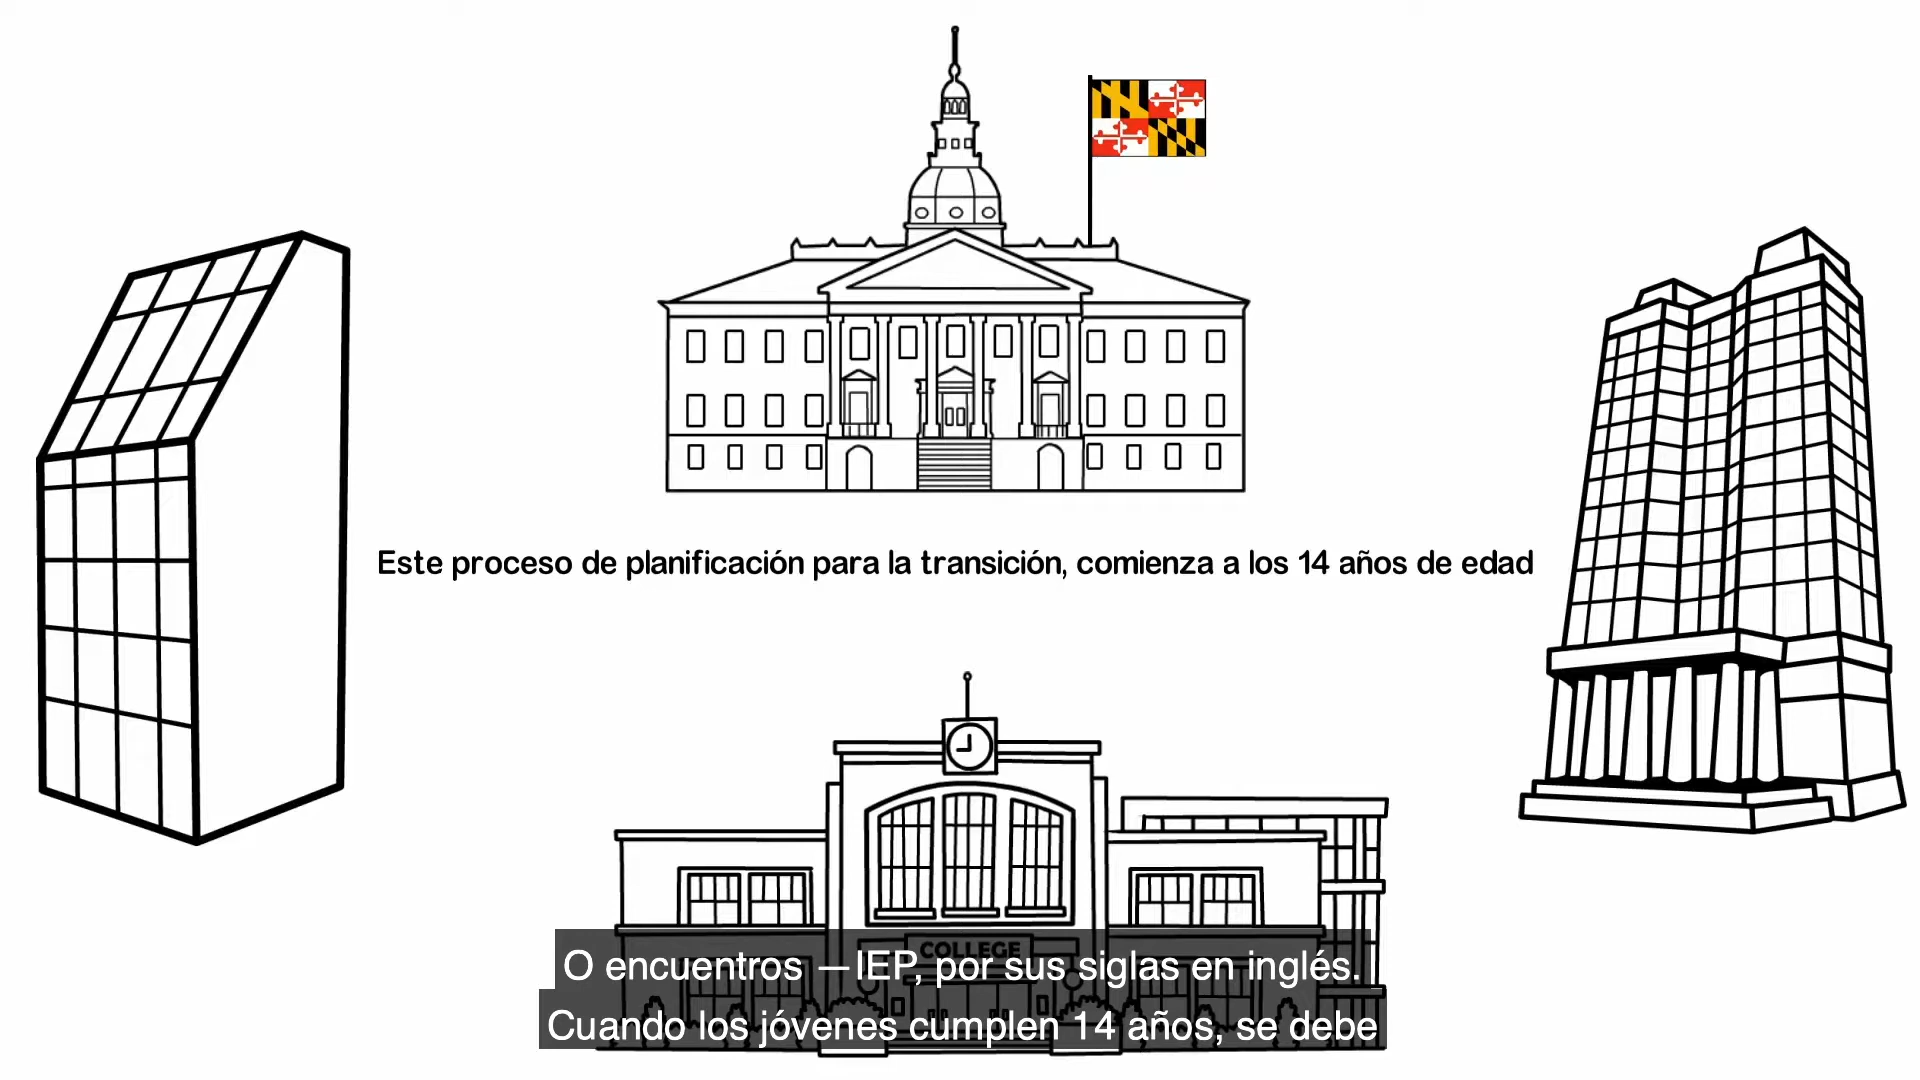 Este proceso de planificación para la transición, comienza a los 14 años de edad
COLLEGE
O encuentros —IEP, por sus siglas en inglés.
Cuando los jóvenes cumplen 14 años, se debe